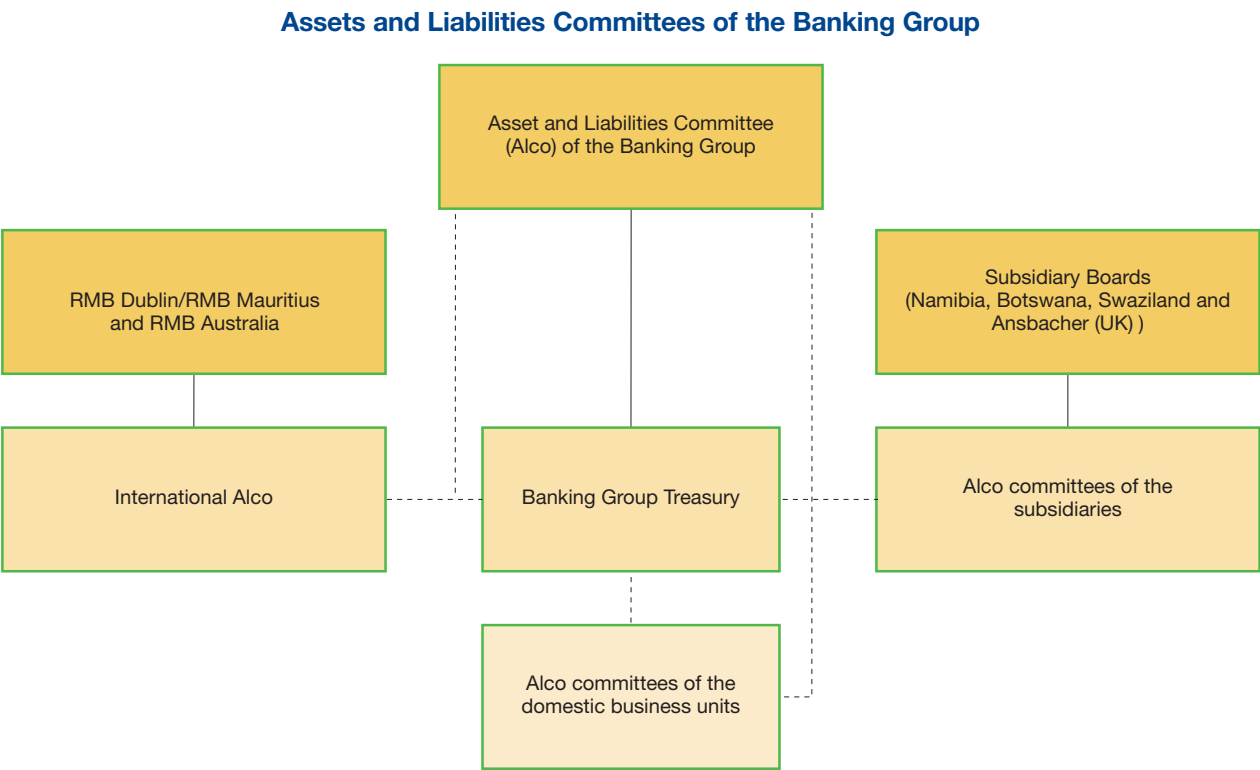 Assets and Liabilities Committees of the Banking Group
Asset and Liabilities Committee
(Alco) of the Banking Group
RMB Dublin/RMB Mauritius
and RMB Australia
Subsidiary Boards
(Namibia, Botswana, Swaziland and
Ansbacher (UK) )
International Alco
Banking Group Treasury
Alco committees of the
subsidiaries
Alco committees of the
domestic business units